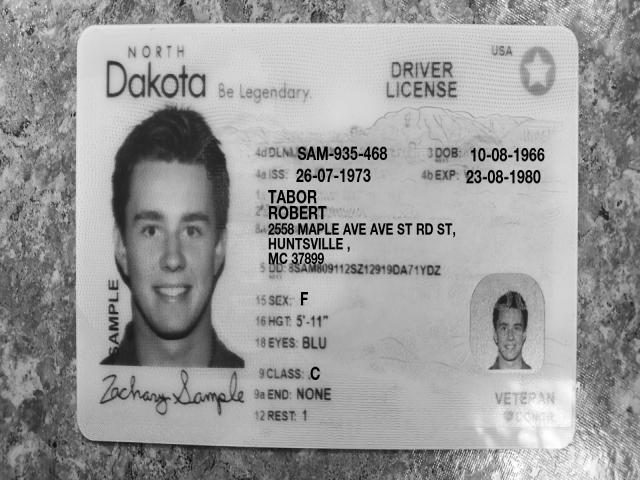 NORTH
Dakota Be Legendary.
DRIVER
LICENSE
USA
4d DLN SAM-935-468 3 DOB: 10-08-1966
4a ISS: 26-07-1973 4b EXP: 23-08-1980
TABOR
ROBERT
2558 MAPLE AVE AVE ST RD ST,
HUNTSVILLE ,
MC 37899
5 DD: 8SAM809112SZ12919DA71YDZ
15 SEX: F
16 HGT: 5'-11"
18 EYES: BLU
9 CLASS: C
9a END: NONE
12 REST: 1
SAMPLE
Zachary Sample
VETERAN